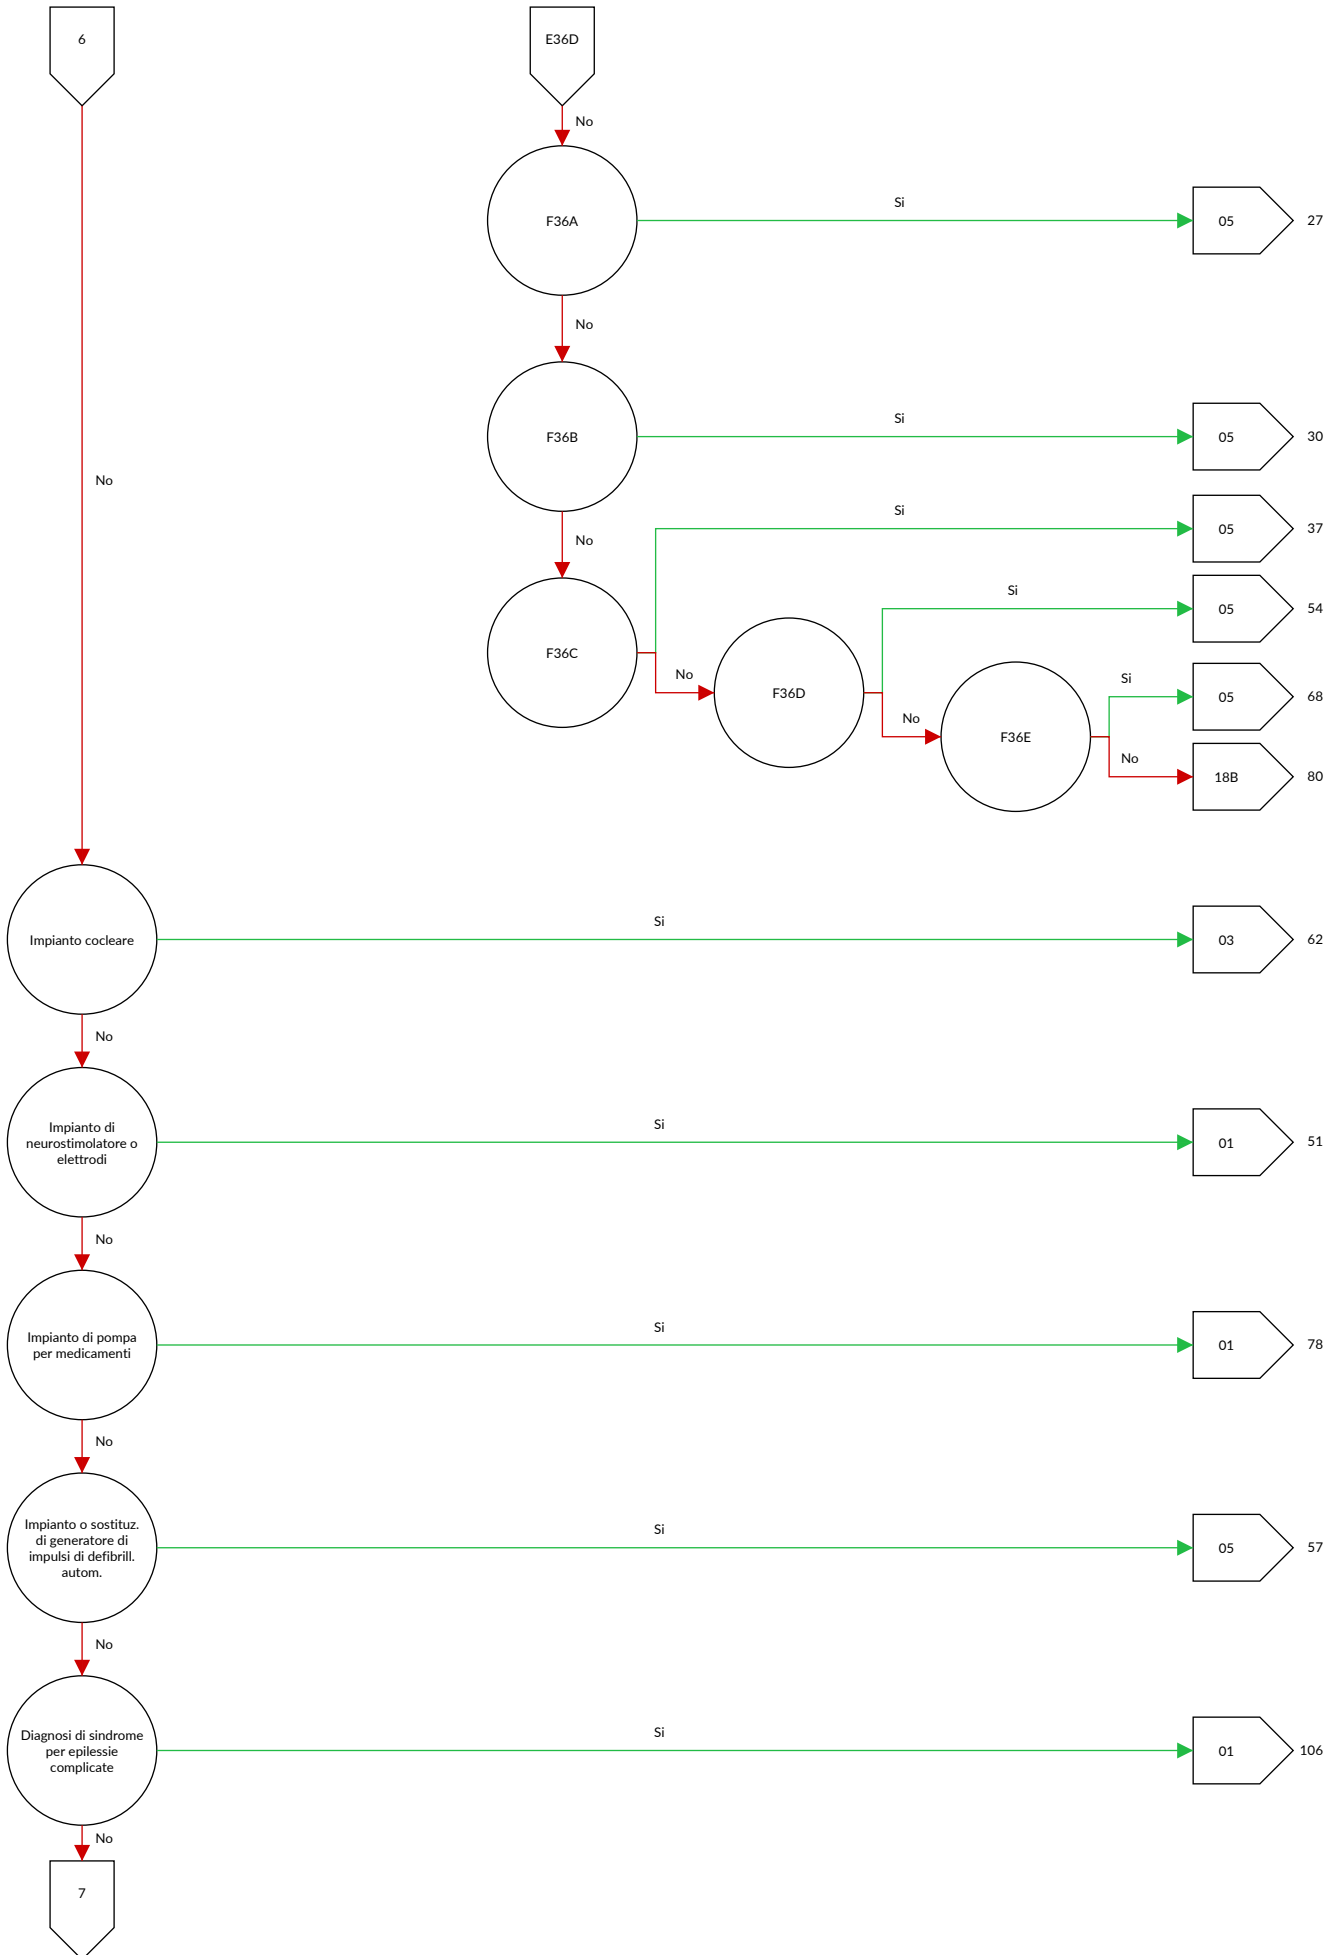 6
E36D
No
F36A
Si
05
27
No
F36B
Si
05
30
No
No
Si
05
37
F36C
No
Si
05
54
F36D
No
Si
05
68
F36E
No
18B
80
Impianto cocleare
Si
03
62
No
Impianto di
neurostimolatore o
elettrodi
Si
01
51
No
Impianto di pompa
per medicamenti
Si
01
78
No
Impianto o sostituz.
di generatore di
impulsi di defibrill.
autom.
Si
05
57
No
Diagnosi di sindrome
per epilessie
complicate
Si
01
106
No
7